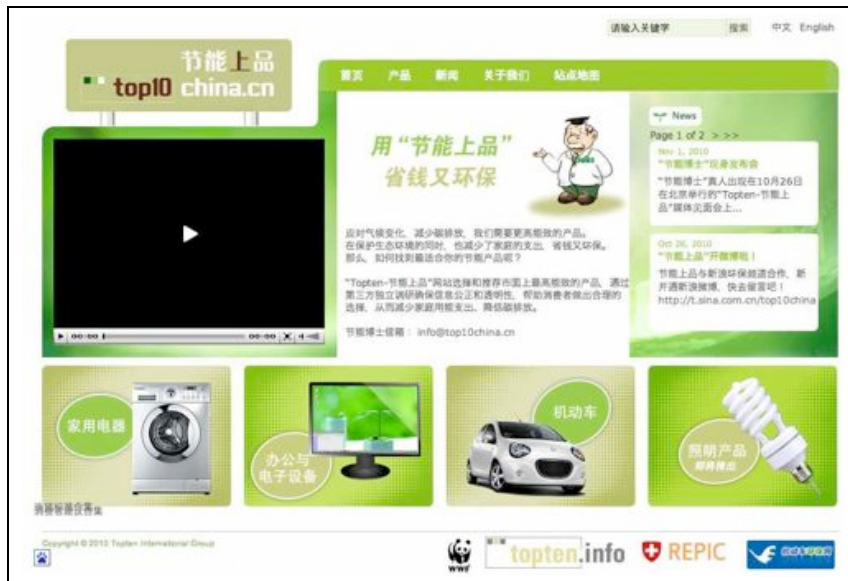 请输入关键字 搜索 中文 English
节能上品
top10 china.cn
首页 产品 新闻 关于我们 站点地图
用“节能上品”
省钱又环保
应对气候变化，减少碳排放，我们需要更高能效的产品。
在保护生态环境的同时，也减少了家庭的支出，省钱又环保。
那么，如何找到最适合你的节能产品呢？
“Topten-节能上品”网站选择和推荐市面上最高能效的产品，通过
第三方独立调研确保信息公正和透明性，帮助消费者做出合理的
选择，从而减少家庭用能支出、降低碳排放。
节能博士信箱： info@top10china.cn
News
Page 1 of 2 > >>
Nov 1, 2010
“节能博士”现身发布会
“节能博士”真人出现在10月26日
在北京举行的“Topten-节能上
品”媒体见面会上...
Oct 26, 2010
“节能上品”开微博啦！
节能上品与新浪环保频道合作，新
开通新浪微博，快去留言吧！
http://t.sina.com.cn/top10china
00:00 00:00
家用电器
办公与
电子设备
机动车
照明产品
即将推出
Copyright © 2010 Topten International Group
WWF
topten.info
REPIC